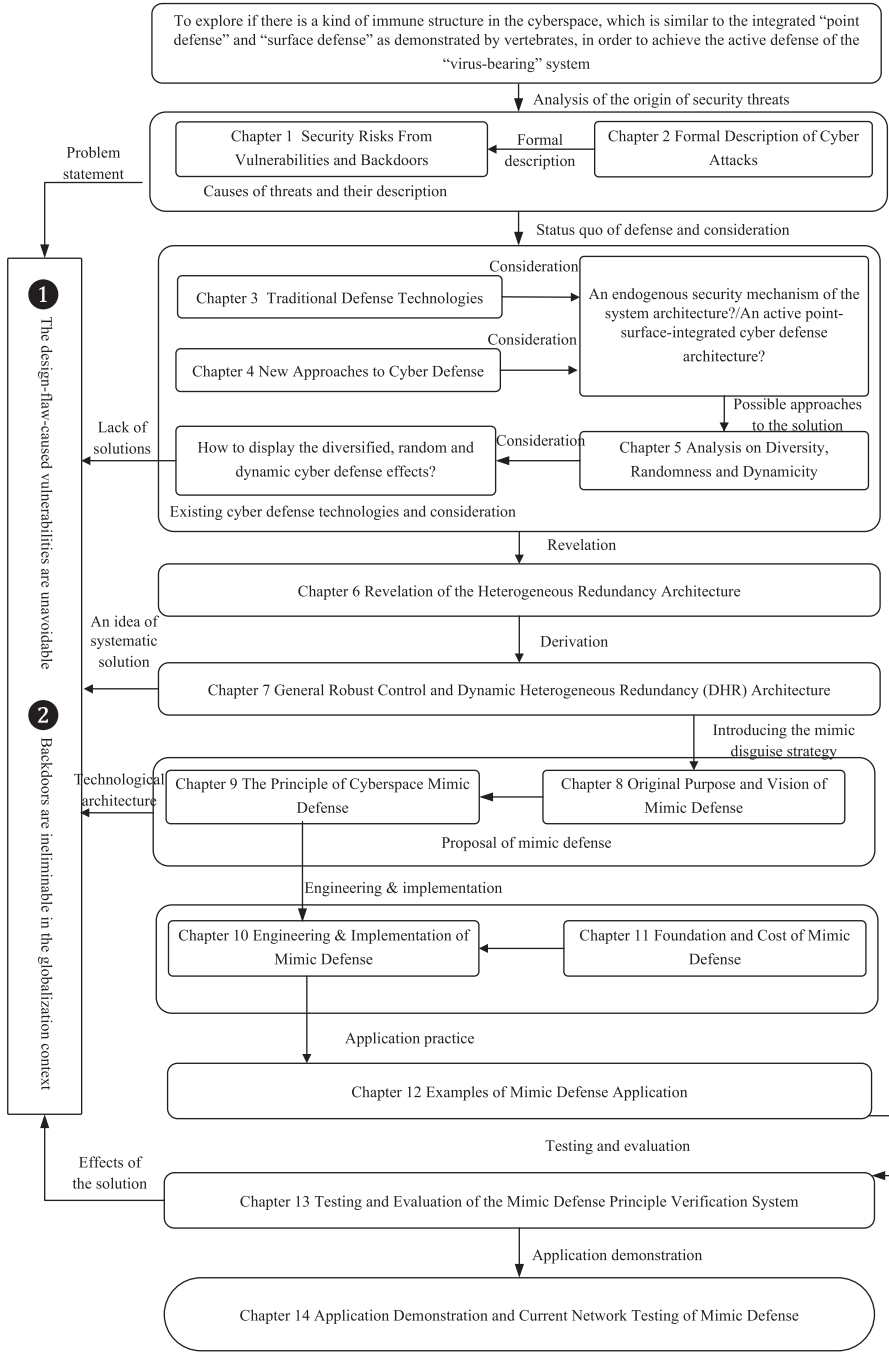 To explore if there is a kind of immune structure in the cyberspace, which is similar to the integrated “point
defense” and “surface defense” as demonstrated by vertebrates, in order to achieve the active defense of the
“virus-bearing” system
Analysis of the origin of security threats
Chapter 1 Security Risks From
Vulnerabilities and Backdoors
Formal
description
Chapter 2 Formal Description of Cyber
Attacks
Causes of threats and their description
Problem
statement
Status quo of defense and consideration
Chapter 3 Traditional Defense Technologies
Consideration
An endogenous security mechanism of the
system architecture?/An active point-
surface-integrated cyber defense
architecture?
Chapter 4 New Approaches to Cyber Defense
Consideration
Possible approaches
to the solution
Lack of
solutions
How to display the diversified, random and
dynamic cyber defense effects?
Consideration
Chapter 5 Analysis on Diversity,
Randomness and Dynamicity
Existing cyber defense technologies and consideration
1
The design-flaw-caused vulnerabilities are unavoidable
2
Backdoors are ineliminable in the globalization context
Revelation
Chapter 6 Revelation of the Heterogeneous Redundancy Architecture
An idea of
systematic
solution
Derivation
Chapter 7 General Robust Control and Dynamic Heterogeneous Redundancy (DHR) Architecture
Introducing the mimic
disguise strategy
Technological
architecture
Chapter 9 The Principle of Cyberspace Mimic
Defense
Chapter 8 Original Purpose and Vision of
Mimic Defense
Proposal of mimic defense
Engineering & implementation
Chapter 10 Engineering & Implementation of
Mimic Defense
Chapter 11 Foundation and Cost of Mimic
Defense
Application practice
Chapter 12 Examples of Mimic Defense Application
Testing and evaluation
Effects of
the solution
Chapter 13 Testing and Evaluation of the Mimic Defense Principle Verification System
Application demonstration
Chapter 14 Application Demonstration and Current Network Testing of Mimic Defense